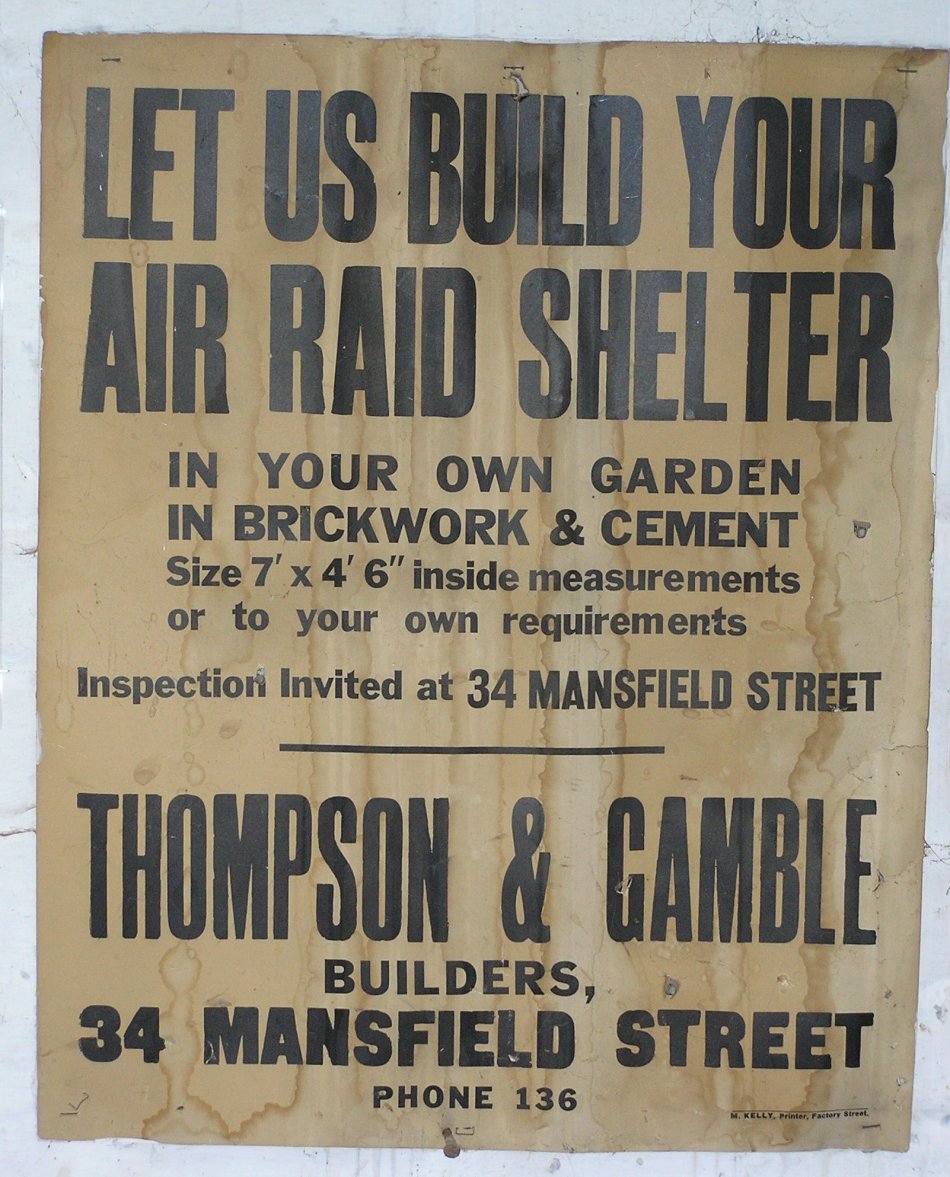 LET US BUILD YOUR
AIR RAID SHELTER
IN YOUR OWN GARDEN
IN BRICKWORK & CEMENT
Size 7' x 4' 6" inside measurements
or to your own requirements
Inspection Invited at 34 MANSFIELD STREET
THOMPSON & GAMBLE
BUILDERS,
34 MANSFIELD STREET
PHONE 136
M. KELLY, Printer, Factory Street.